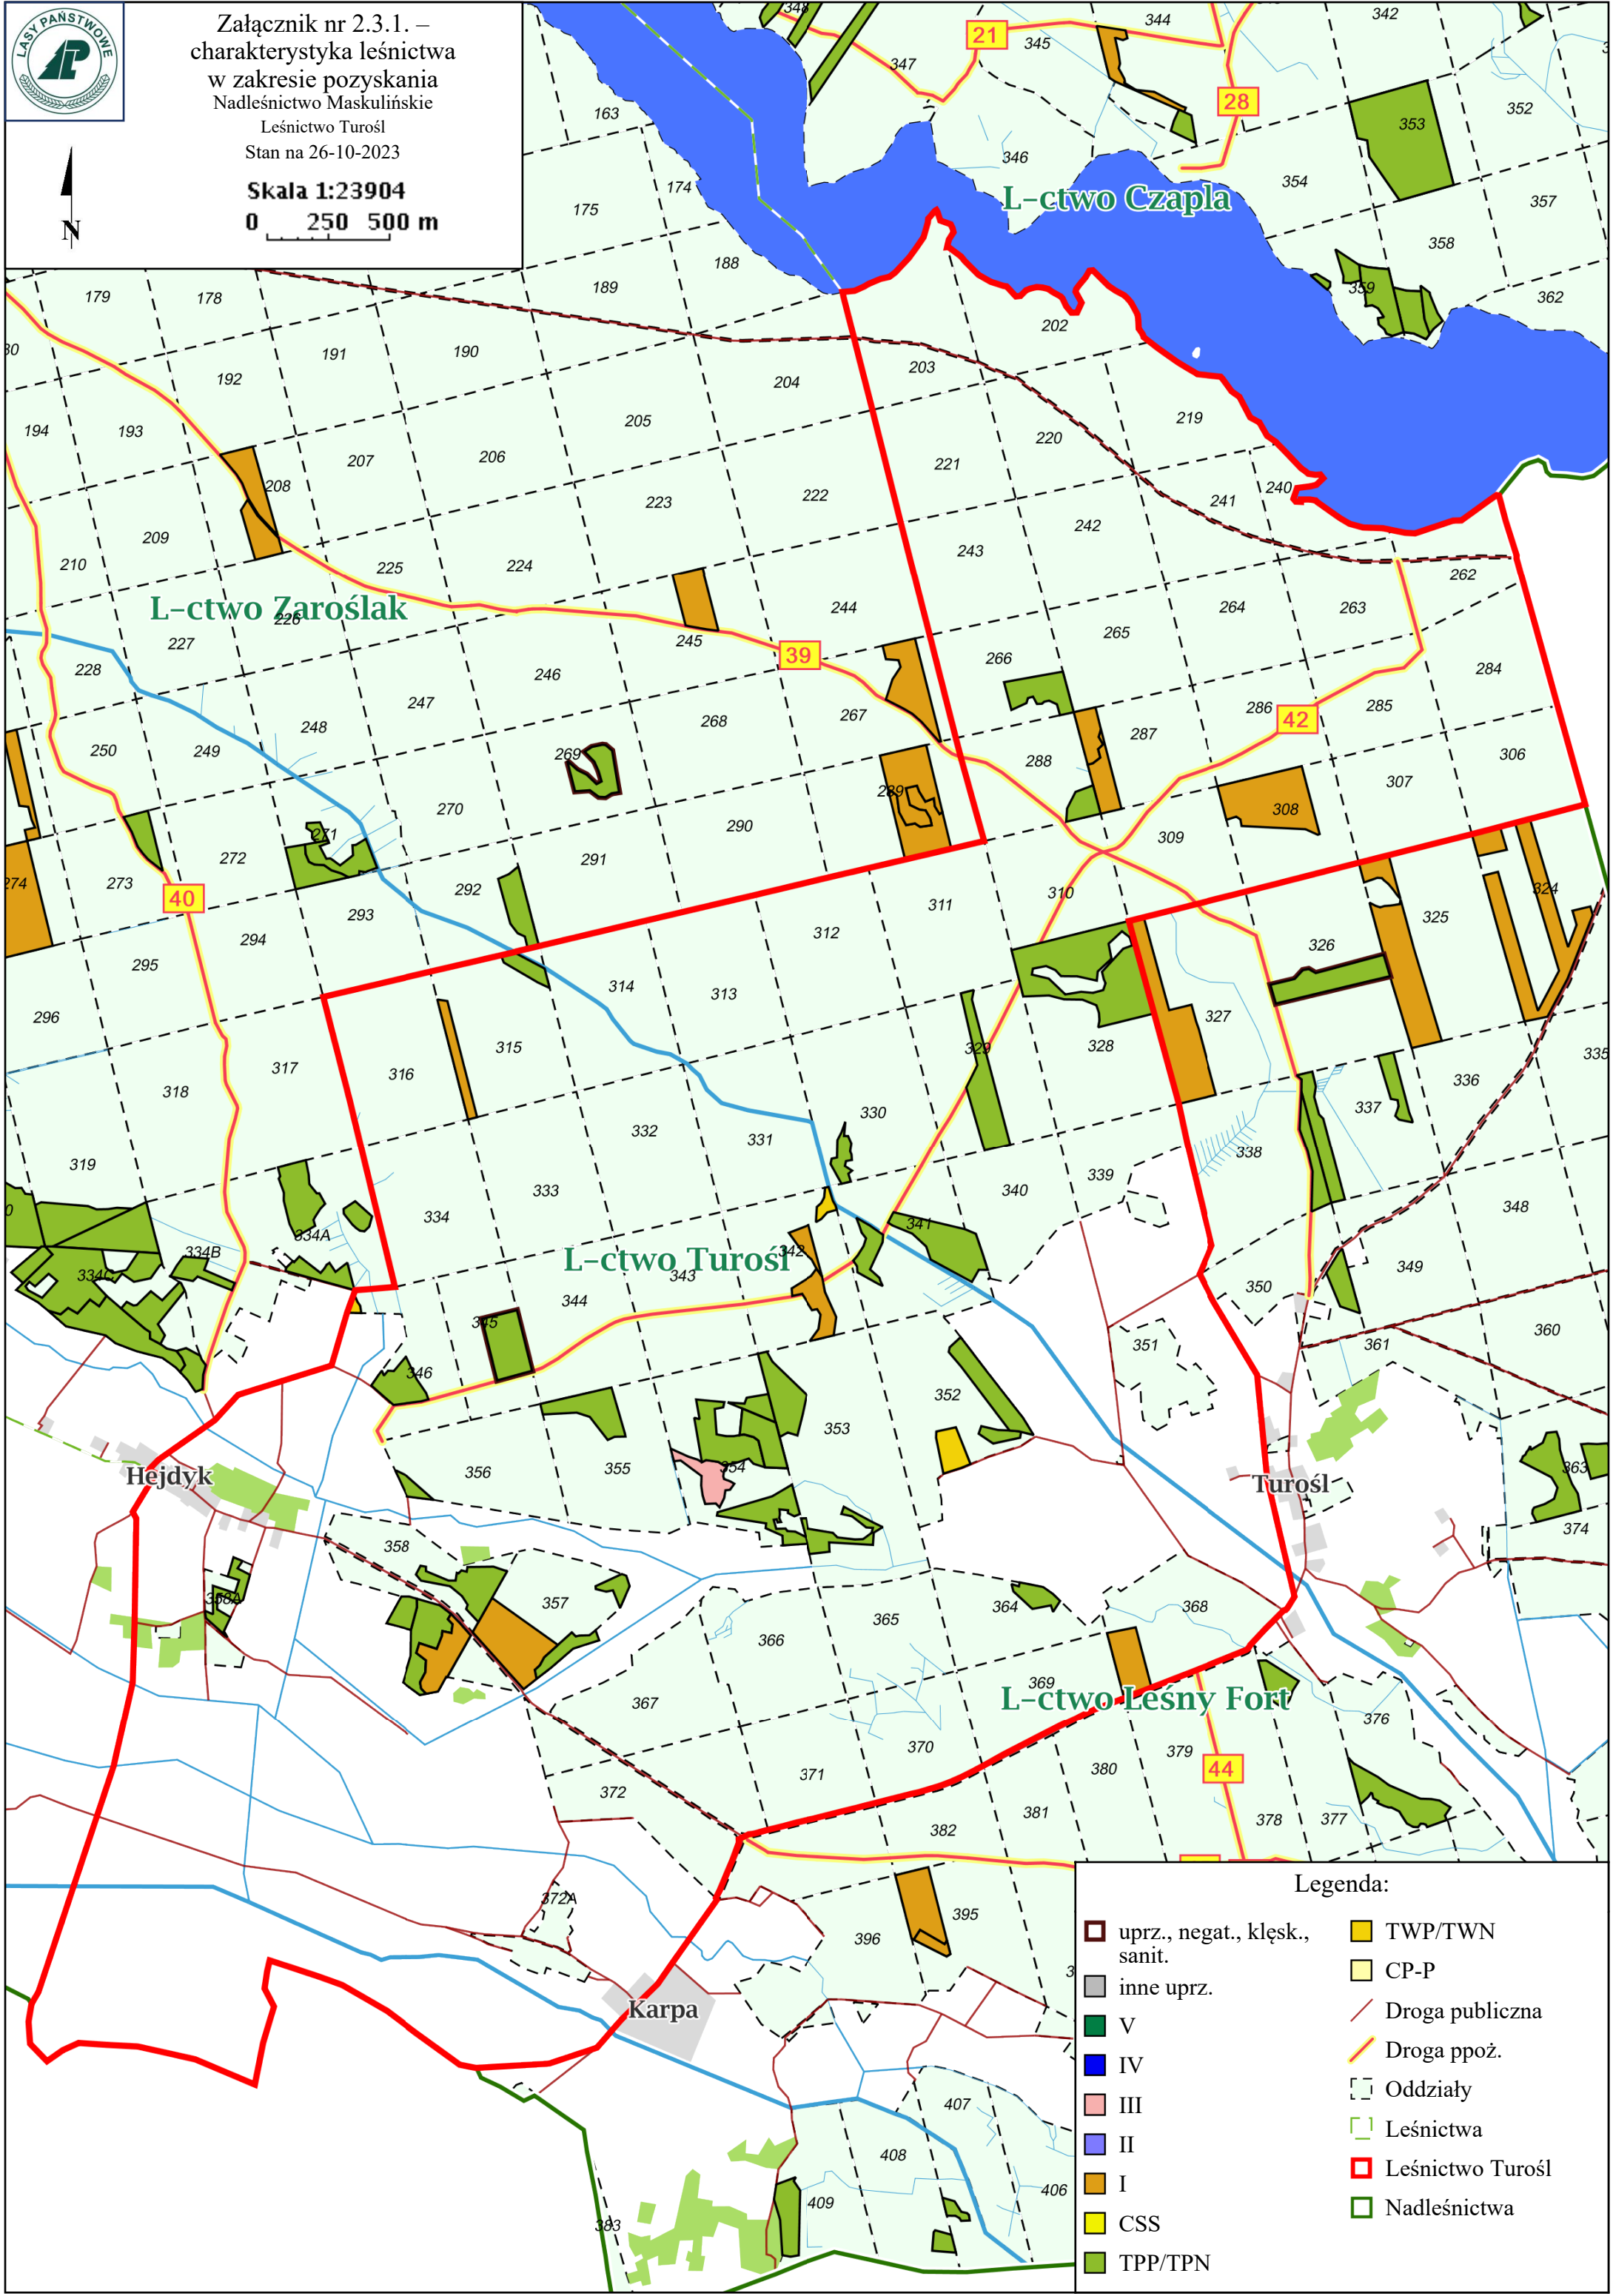 LASY PAŃSTWOWE
Załącznik nr 2.3.1. –
charakterystyka leśnictwa
w zakresie pozyskania
Nadleśnictwo Maskulińskie
Leśnictwo Turośl
Stan na 26-10-2023
Skala 1:23904
0 250 500 m
N
348 344 342
21 345
347
28
163 353 352
346
174 354
L-ctwo Czapla
175 357
358
188
189 359 362
179 178
202
191 190 203
192 204
205 219
194 193 220
207 206 221
208 223 222 240
241
209 242
210 225 224 243
262
L-ctwo Zaroślak
226 244 264 263
227 245 265
39
228 246 266 284
247 268 267 286 42 285
248 287
250 249 269 288 306
270 289 307
271 290 308
272 291 309
274 273 292
40 310 324
293 311 325
294 312 326
295 314 313
296 327
315 329 328
318 317 316 335
330 336
332 331 337
319 338
333 340 339
334 348
334A 341
334B L-ctwo Turośl 342
334C 343 349
344 350
345 360
351 361
346
352
353
356 355 354 363
Hejdyk Turośl
374
358
358A 357 364 368
366 365
369
367 L-ctwo Leśny Fort
376
370 379
371 380 44
372
381 378 377
382
372A 395
396
Karpa
407
408
406
409
383
Legenda:
uprz., negat., klęsk.,
sanit.
inne uprz.
V
IV
III
II
I
CSS
TPP/TPN
TWP/TWN
CP-P
Droga publiczna
Droga ppoż.
Oddziały
Leśnictwa
Leśnictwo Turośl
Nadleśnictwa